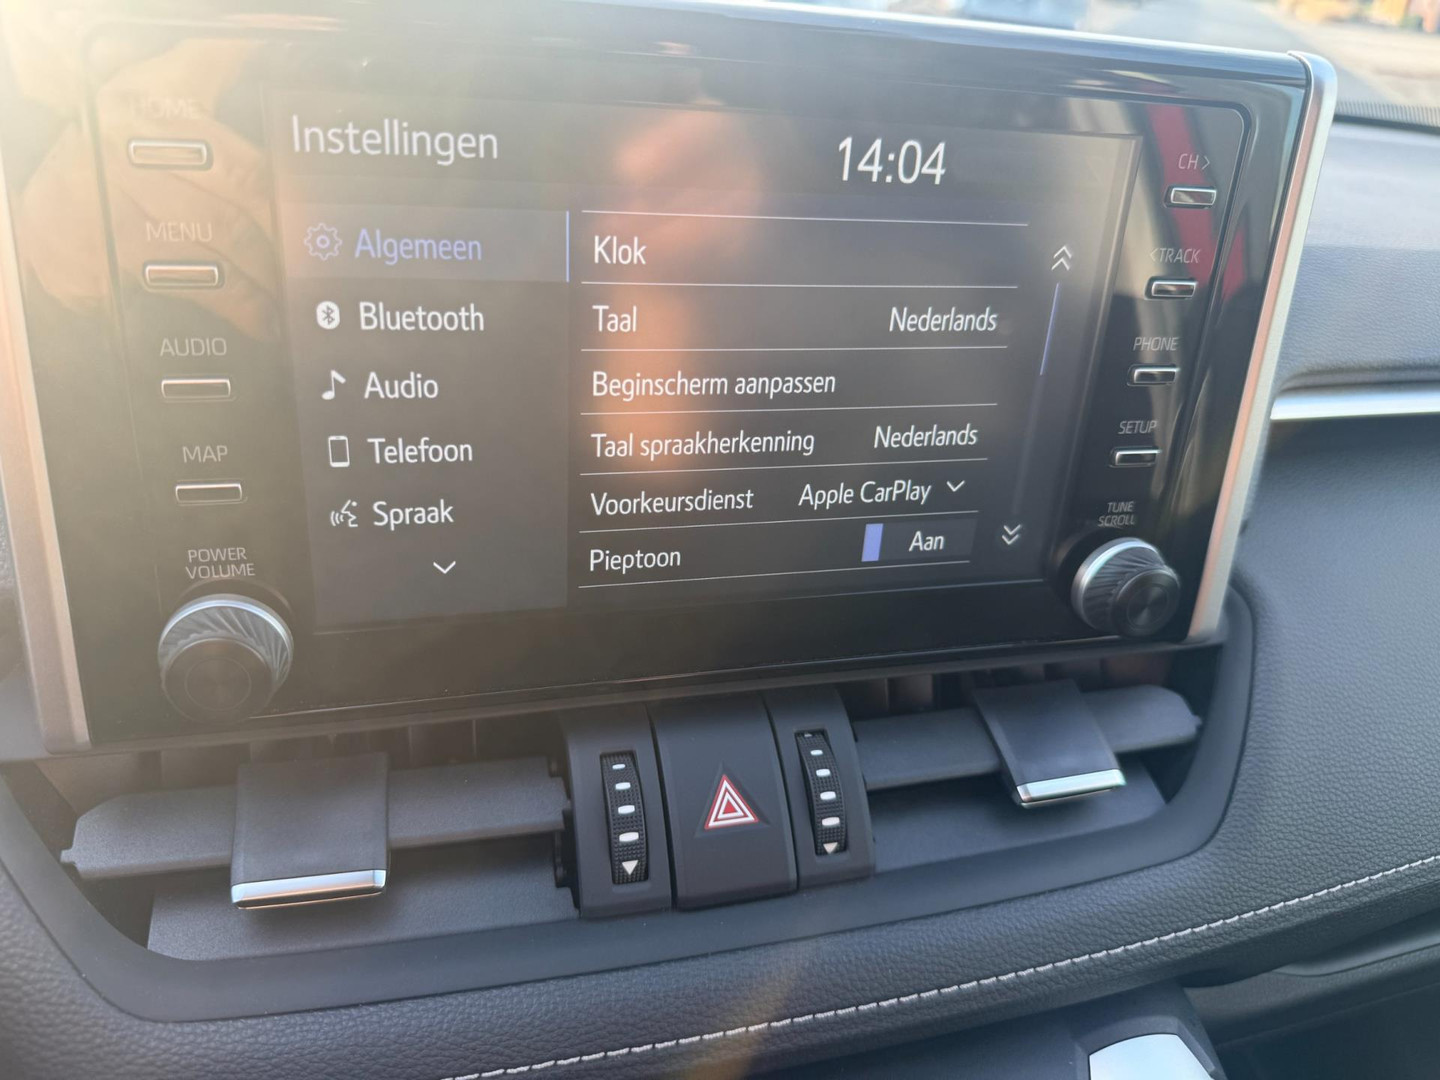 HOME
MENU
AUDIO
MAP
POWER
VOLUME
Instellingen
14:04
Algemeen
Bluetooth
Audio
Telefoon
Spraak
Klok
Taal Nederlands
Beginscherm aanpassen
Taal spraakherkenning Nederlands
Voorkeursdienst Apple CarPlay
Pieptoon Aan
CH >
< TRACK
PHONE
SETUP
TUNE
SCROLL